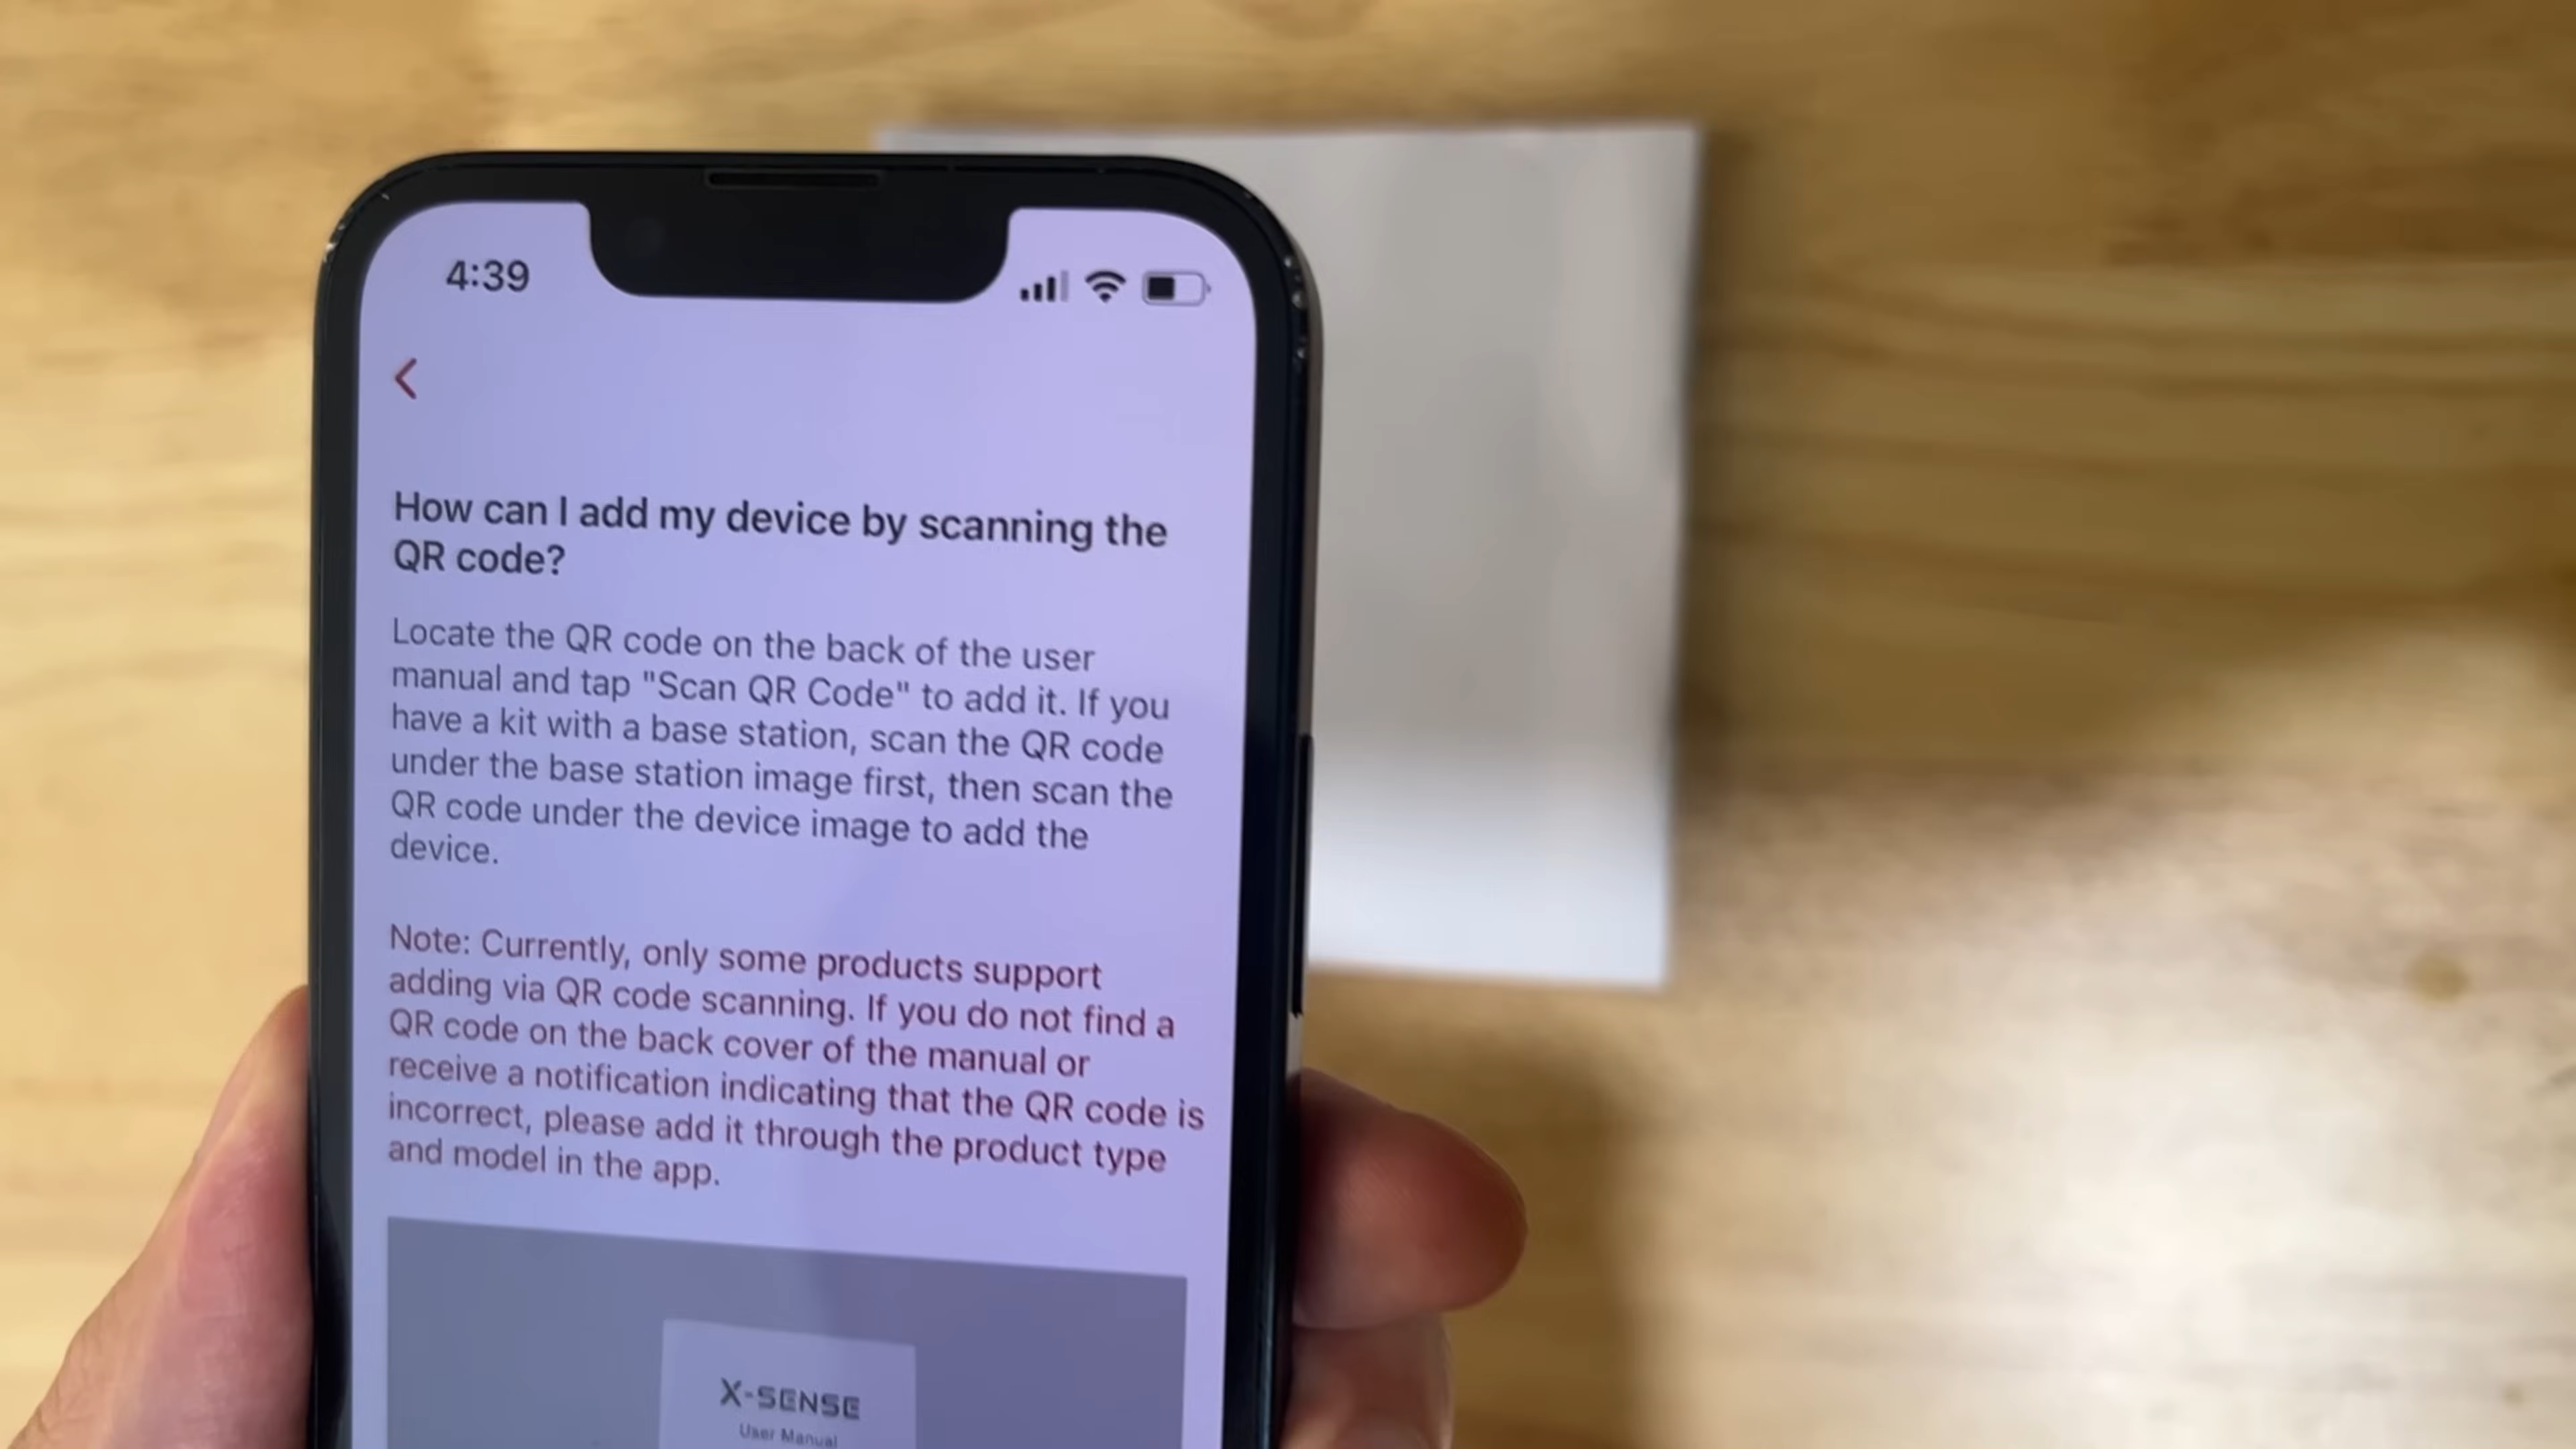 4:39
How can I add my device by scanning the
QR code?
Locate the QR code on the back of the user
manual and tap "Scan QR Code" to add it. If you
have a kit with a base station, scan the QR code
under the base station image first, then scan the
QR code under the device image to add the
device.
Note: Currently, only some products support
adding via QR code scanning. If you do not find a
QR code on the back cover of the manual or
receive a notification indicating that the QR code is
incorrect, please add it through the product type
and model in the app.
X-SENSE
User Manual